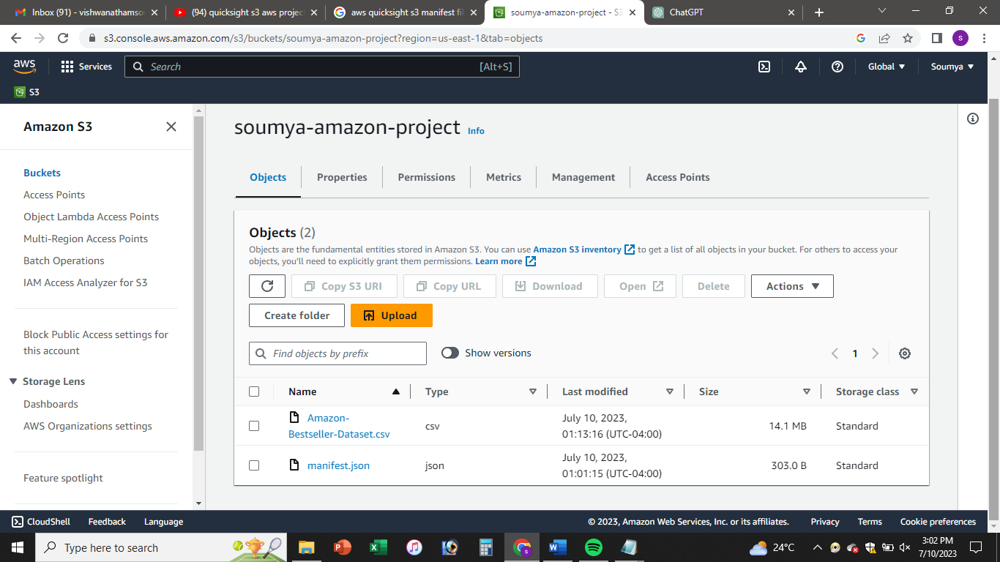 Inbox (91) - vishwanathamsou
(94) quicksight s3 aws project
aws quicksight s3 manifest fil
soumya-amazon-project - S3
ChatGPT
s3.console.aws.amazon.com/s3/buckets/soumya-amazon-project?region=us-east-1&tab=objects
S
aws
Services
Search
[Alt+S]
Global
Soumya
S3
Amazon S3
Buckets
Access Points
Object Lambda Access Points
Multi-Region Access Points
Batch Operations
IAM Access Analyzer for S3
Block Public Access settings for
this account
Storage Lens
Dashboards
AWS Organizations settings
Feature spotlight
soumya-amazon-project Info
Objects
Properties
Permissions
Metrics
Management
Access Points
Objects (2)
Objects are the fundamental entities stored in Amazon S3. You can use Amazon S3 inventory to get a list of all objects in your bucket. For others to access your
objects, you'll need to explicitly grant them permissions. Learn more
Copy S3 URI
Copy URL
Download
Open
Delete
Actions
Create folder
Upload
Find objects by prefix
Show versions
1
Name
Type
Last modified
Size
Storage class
Amazon-
Bestseller-Dataset.csv
csv
July 10, 2023,
01:13:16 (UTC-04:00)
14.1 MB
Standard
manifest.json
json
July 10, 2023,
01:01:15 (UTC-04:00)
303.0 B
Standard
CloudShell
Feedback
Language
© 2023, Amazon Web Services, Inc. or its affiliates.
Privacy
Terms
Cookie preferences
Type here to search
24°C
3:02 PM
7/10/2023